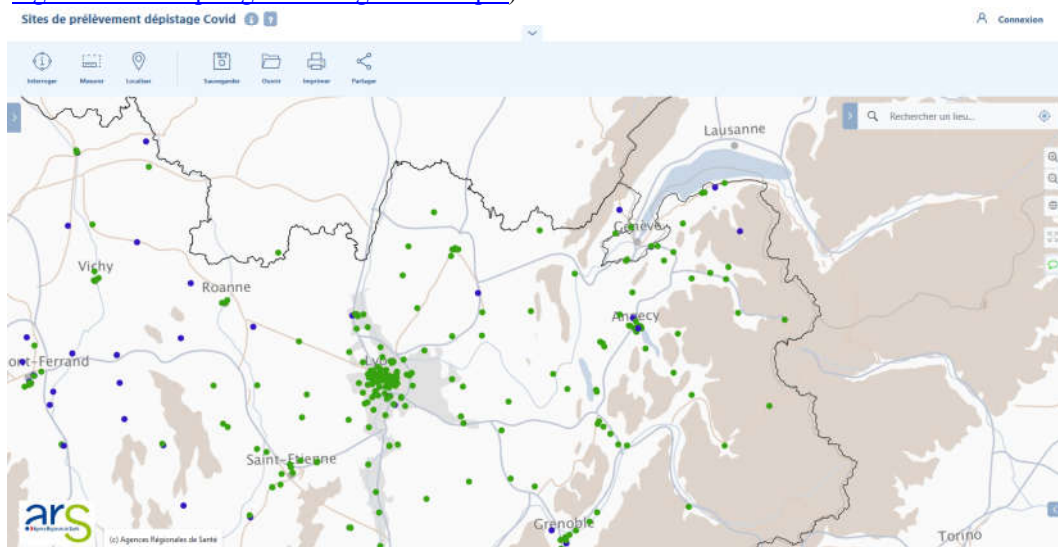 Sites de prélèvement dépistage Covid
Connexion
Interroger
Mesurer
Localiser
Sauvegarder
Ouvrir
Imprimer
Partager
Rechercher un lieu...
Lausanne
Genève
Vichy
Roanne
Annecy
ont-Ferrand
Lyon
Saint-Etienne
Grenoble
Torino
ars
(c) Agences Régionales de Santé